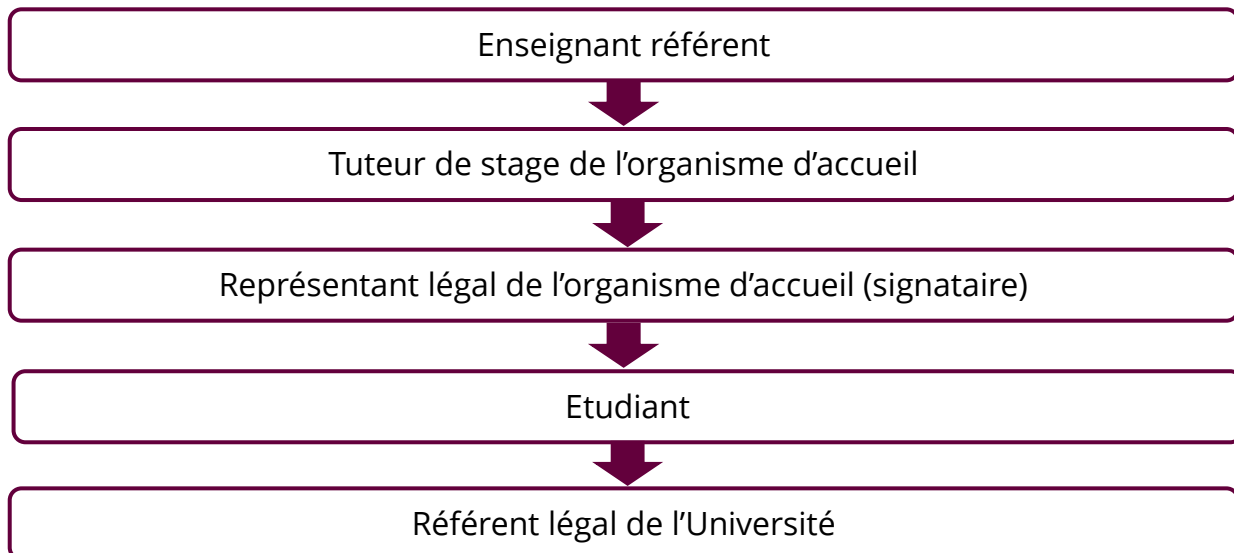 Enseignant référent
Tuteur de stage de l’organisme d’accueil
Représentant légal de l’organisme d’accueil (signataire)
Etudiant
Référent légal de l’Université